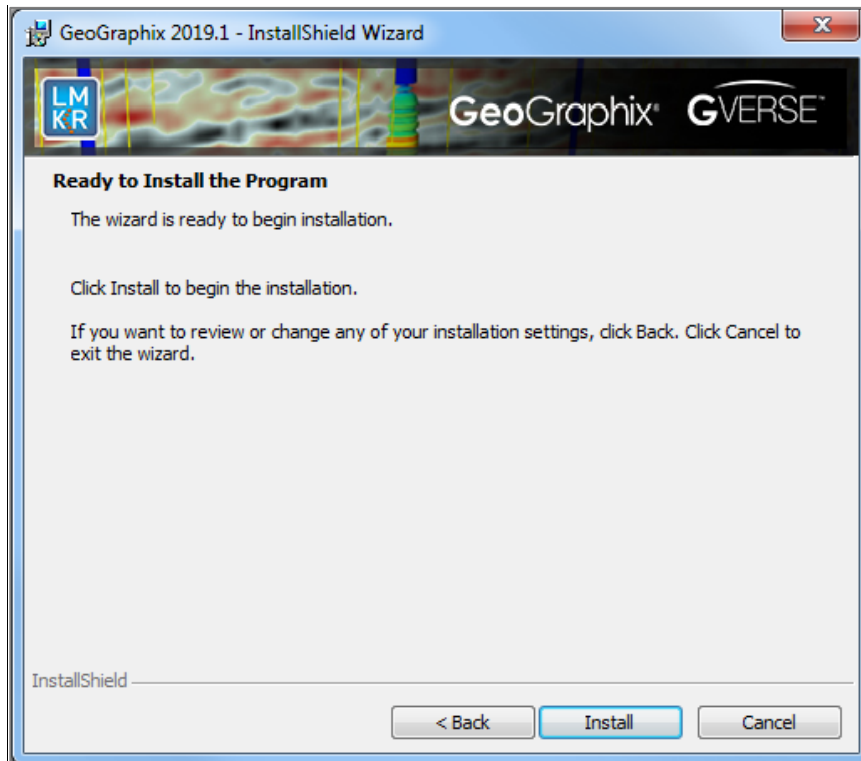 GeoGraphix 2019.1 - InstallShield Wizard
LM
KR
GeoGraphix® GVERSE™
Ready to Install the Program
The wizard is ready to begin installation.
Click Install to begin the installation.
If you want to review or change any of your installation settings, click Back. Click Cancel to
exit the wizard.
InstallShield
< Back Install Cancel